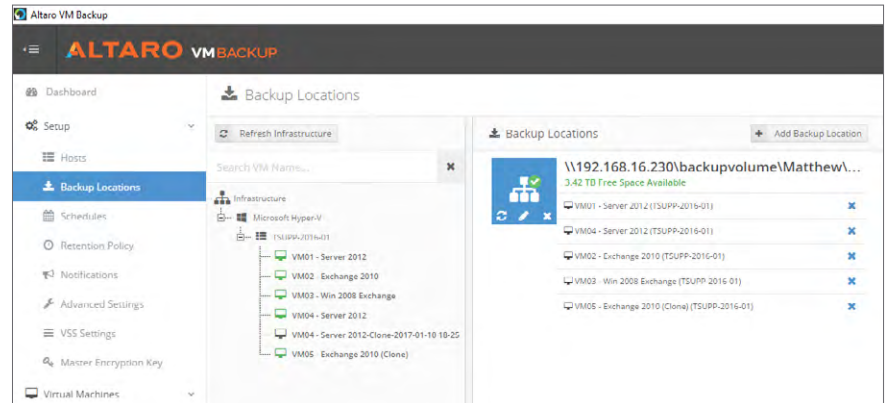 Altaro VM Backup
ALTARO VMBACKUP
Dashboard
Setup
Hosts
Backup Locations
Schedules
Retention Policy
Notifications
Advanced Settings
VSS Settings
Master Encryption Key
Virtual Machines
Backup Locations
Refresh Infrastructure
Search VM Name...
Infrastructure
Microsoft Hyper-V
TSUPP-2016-01
VM01 - Server 2012
VM02 - Exchange 2010
VM03 - Win 2008 Exchange
VM04 - Server 2012
VM04 - Server 2012-Clone-2017-01-10 10-25
VM05 - Exchange 2010 (Clone)
Backup Locations
Add Backup Location
\\192.168.16.230\backupvolume\Matthew\...
3.42 TB Free Space Available
VM01 - Server 2012 (TSUPP-2016-01)
VM04 - Server 2012 (TSUPP-2016-01)
VM02 - Exchange 2010 (TSUPP-2016-01)
VM03 - Win 2008 Exchange (TSUPP-2016-01)
VM05 - Exchange 2010 (Clone) (TSUPP-2016-01)